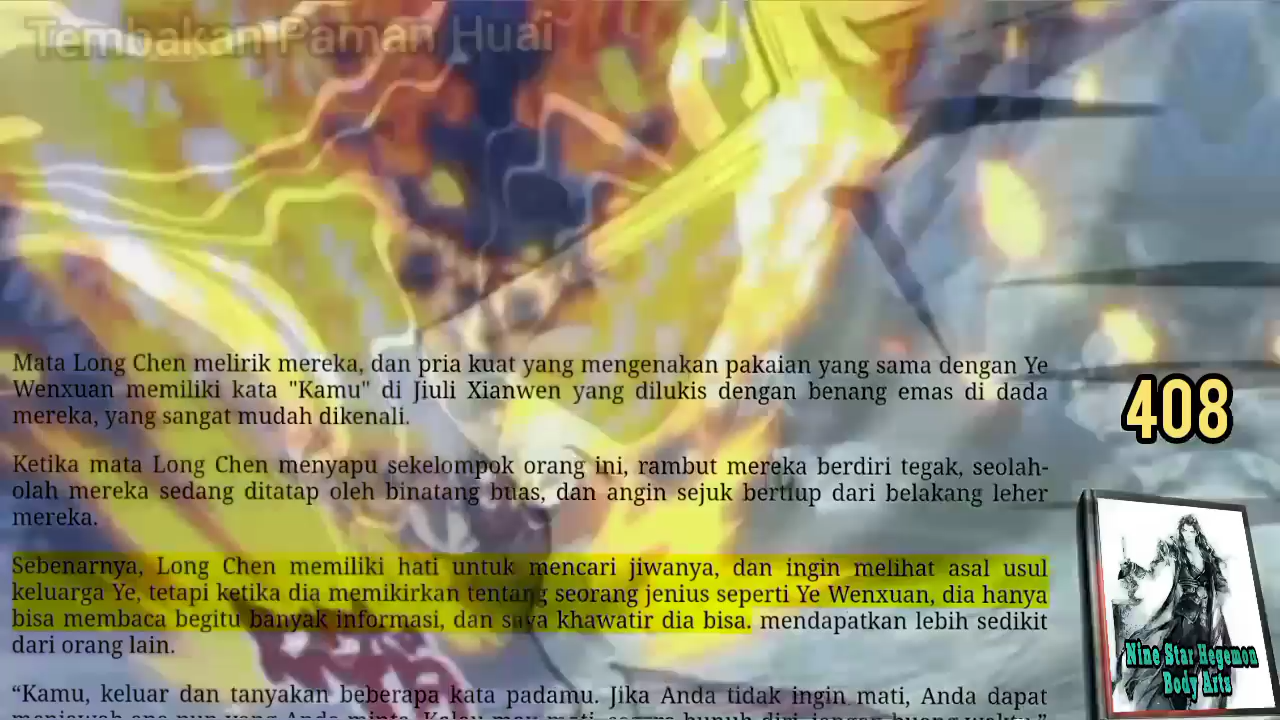 Tembakan Paman Huai
Mata Long Chen melirik mereka, dan pria kuat yang mengenakan pakaian yang sama dengan Ye
Wenxuan memiliki kata "Kamu" di Jiuli Xianwen yang dilukis dengan benang emas di dada
mereka, yang sangat mudah dikenali.
Ketika mata Long Chen menyapu sekelompok orang ini, rambut mereka berdiri tegak, seolah-
olah mereka sedang ditatap oleh binatang buas, dan angin sejuk bertiup dari belakang leher
mereka.
Sebenarnya, Long Chen memiliki hati untuk mencari jiwanya, dan ingin melihat asal usul
keluarga Ye, tetapi ketika dia memikirkan tentang seorang jenius seperti Ye Wenxuan, dia hanya
bisa membaca begitu banyak informasi, dan saya khawatir dia bisa. mendapatkan lebih sedikit
dari orang lain.
“Kamu, keluar dan tanyakan beberapa kata padamu. Jika Anda tidak ingin mati, Anda dapat
408
Nine Star Hegemon
Body Arts